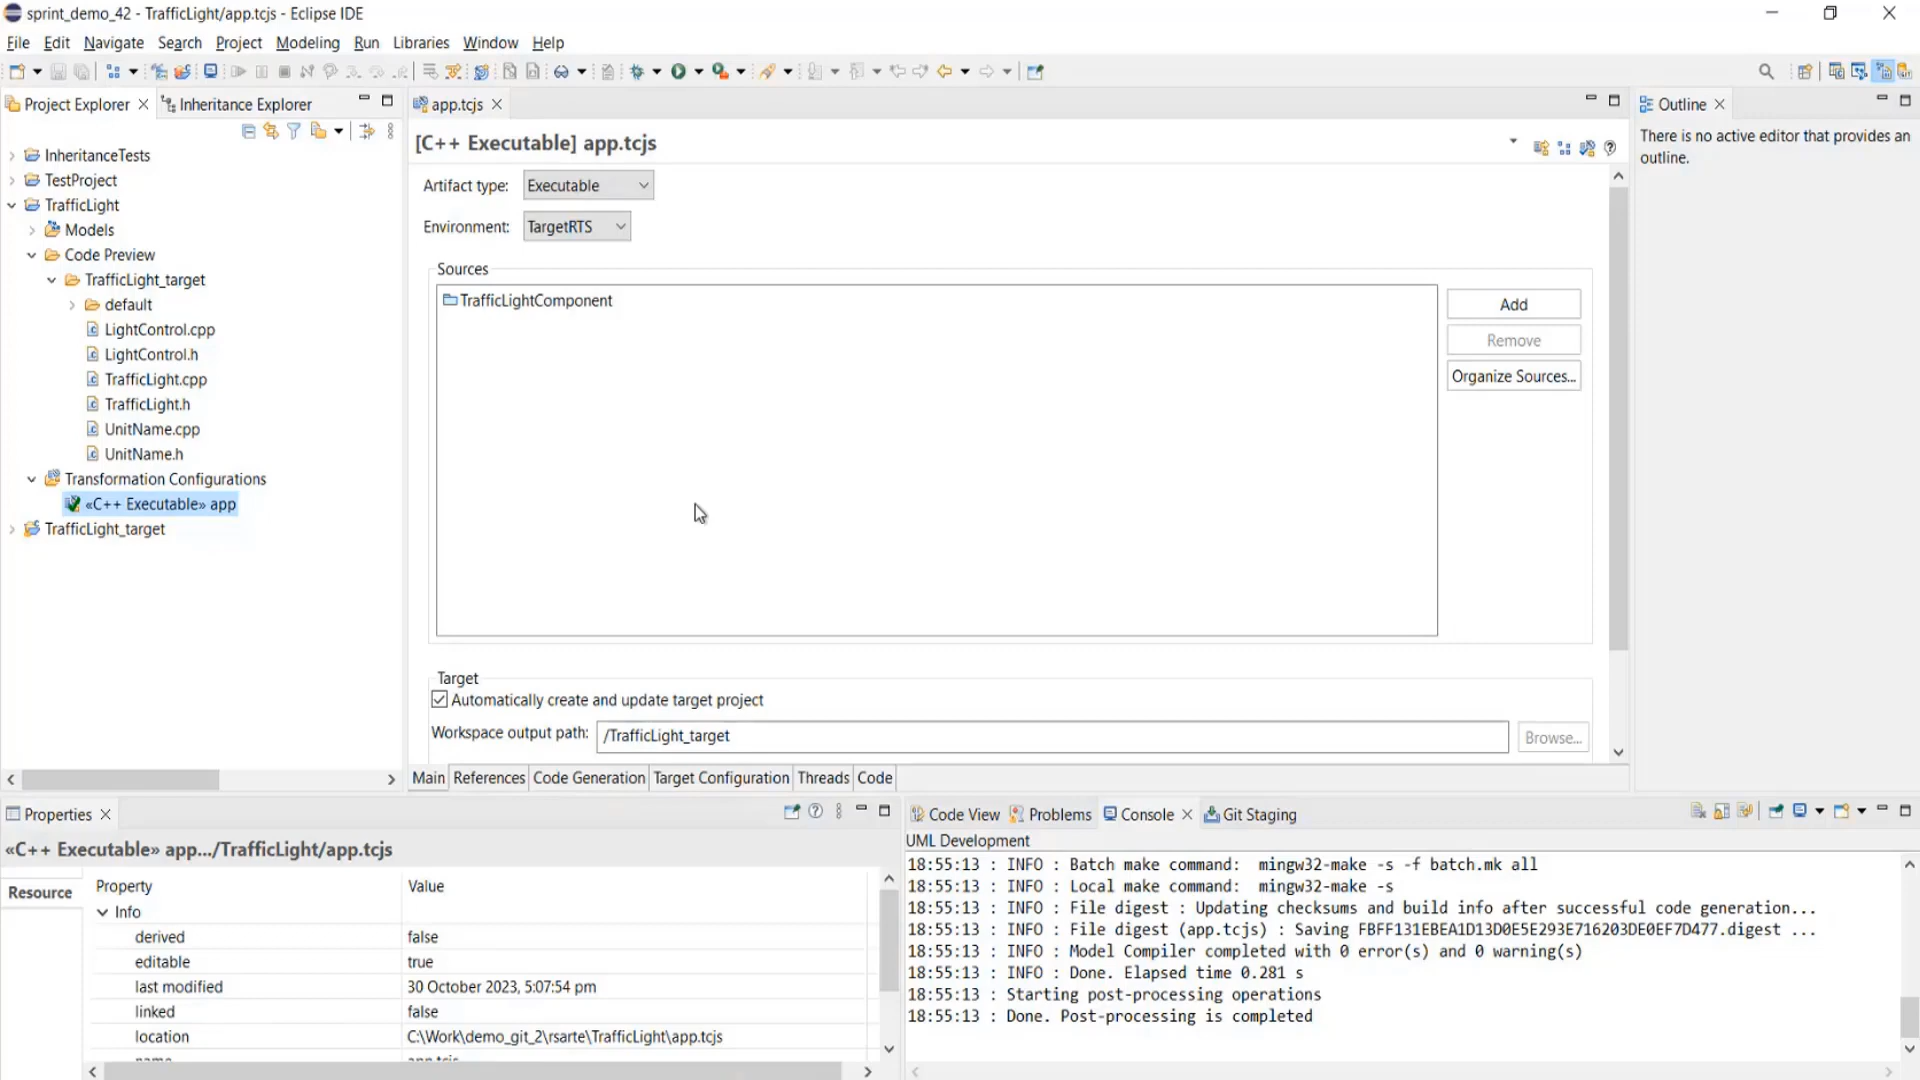 sprint_demo_42 - TrafficLight/app.tcjs - Eclipse IDE
File Edit Navigate Search Project Modeling Run Libraries Window Help
Project Explorer
Inheritance Explorer
InheritanceTests
TestProject
TrafficLight
Models
Code Preview
TrafficLight_target
default
LightControl.cpp
LightControl.h
TrafficLight.cpp
TrafficLight.h
UnitName.cpp
UnitName.h
Transformation Configurations
«C++ Executable» app
TrafficLight_target
app.tcjs
[C++ Executable] app.tcjs
Artifact type: Executable
Environment: TargetRTS
Sources
TrafficLightComponent
Add
Remove
Organize Sources...
Target
Automatically create and update target project
Workspace output path: /TrafficLight_target Browse...
Main References Code Generation Target Configuration Threads Code
Outline
There is no active editor that provides an
outline.
Properties
«C++ Executable» app.../TrafficLight/app.tcjs
Resource
Property Value
Info
derived false
editable true
last modified 30 October 2023, 5:07:54 pm
linked false
location C:\Work\demo_git_2\rsarte\TrafficLight\app.tcjs
name app.tcjs
Code View Problems Console Git Staging
UML Development
18:55:13 : INFO : Batch make command:  mingw32-make -s -f batch.mk all
18:55:13 : INFO : Local make command:  mingw32-make -s
18:55:13 : INFO : File digest : Updating checksums and build info after successful code generation...
18:55:13 : INFO : File digest (app.tcjs) : Saving FBFF131EBEA1D13D0E5E293E716203DE0EF7D477.digest ...
18:55:13 : INFO : Model Compiler completed with 0 error(s) and 0 warning(s)
18:55:13 : INFO : Done. Elapsed time 0.281 s
18:55:13 : Starting post-processing operations
18:55:13 : Done. Post-processing is completed